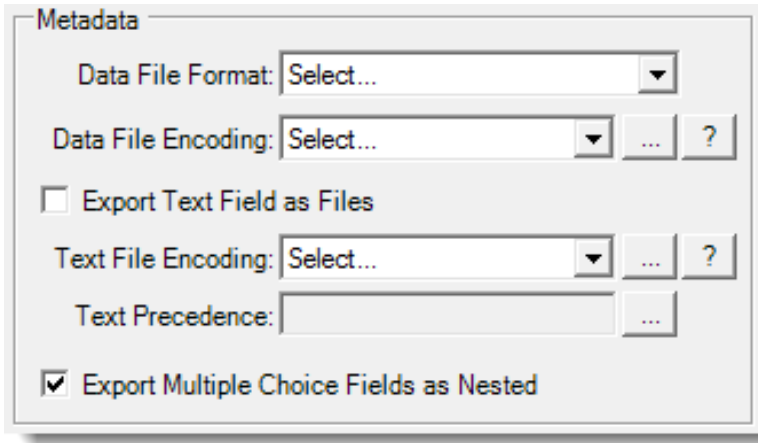 Metadata
Data File Format: Select...
Data File Encoding: Select... ... ?
Export Text Field as Files
Text File Encoding: Select... ... ?
Text Precedence: ...
Export Multiple Choice Fields as Nested